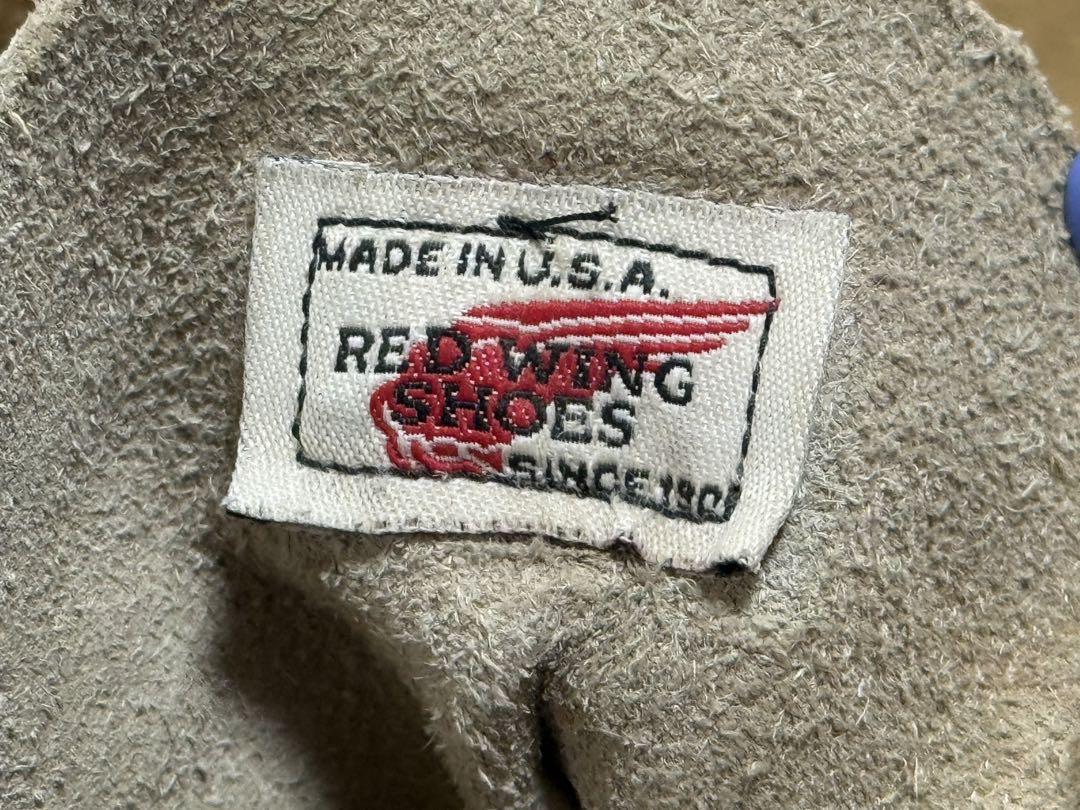 MADE IN U.S.A.
RED WING
SHOES
SINCE 190